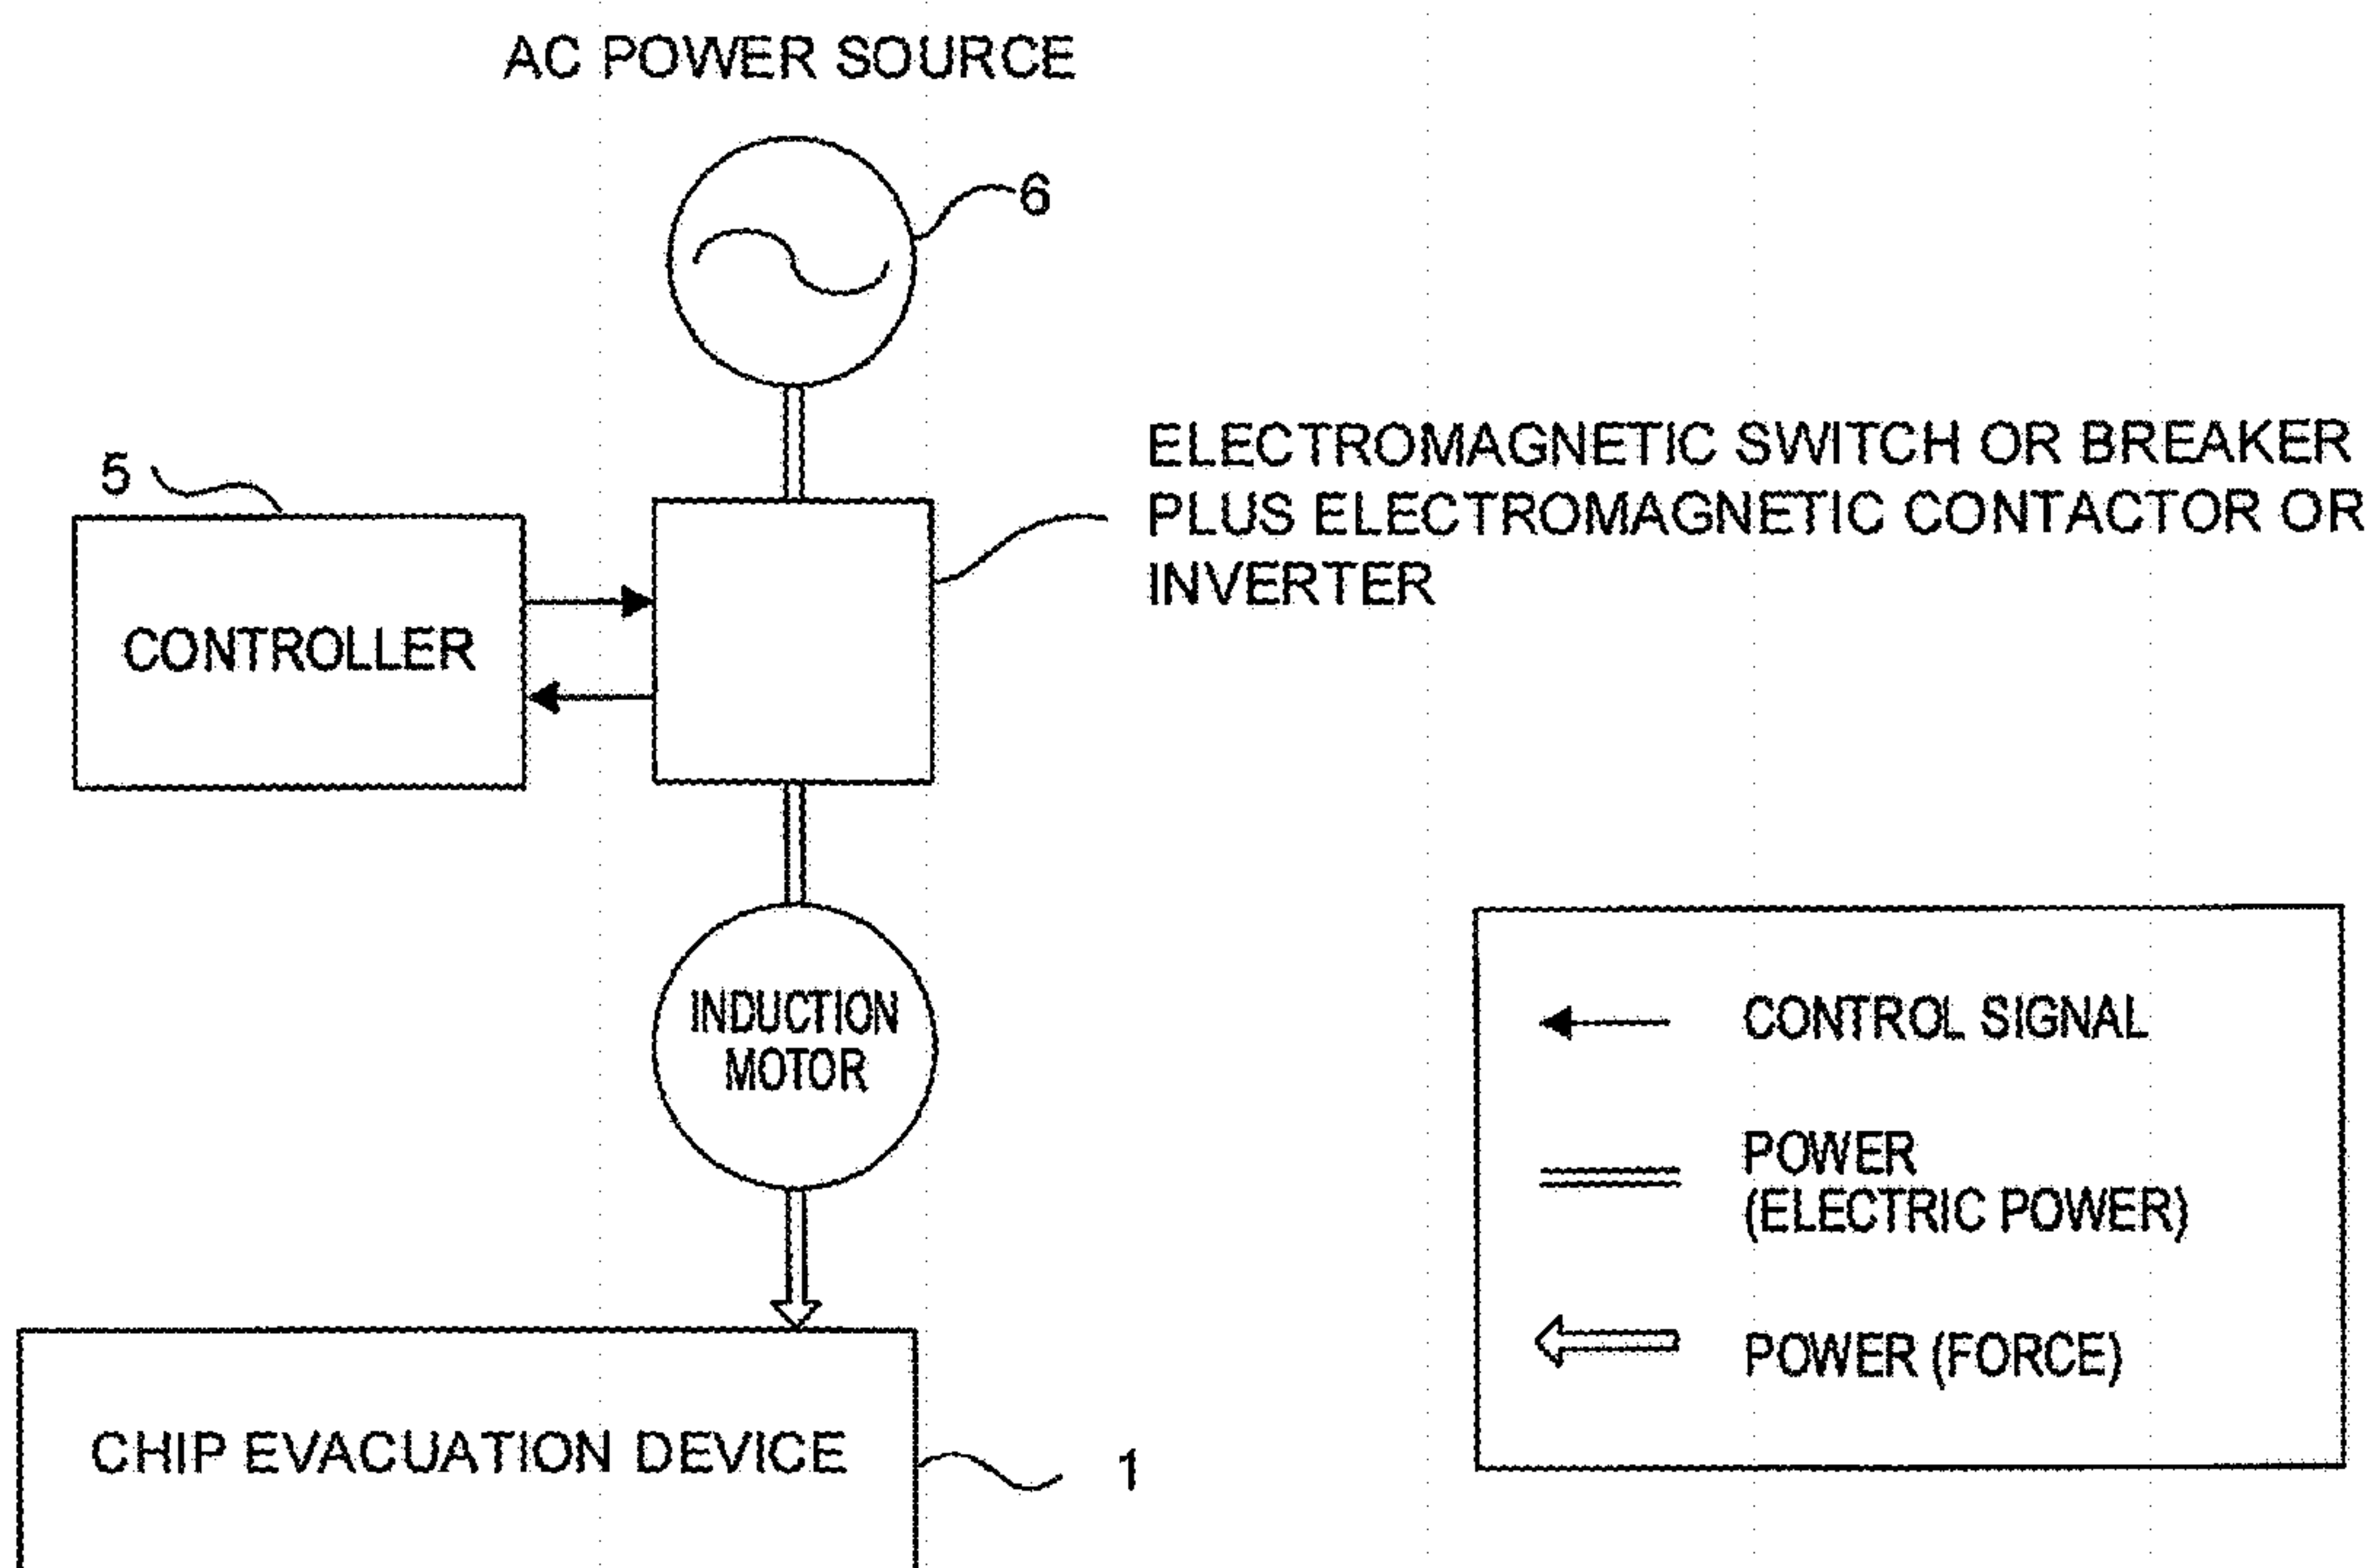 AC POWER SOURCE
6
ELECTROMAGNETIC SWITCH OR BREAKER
PLUS ELECTROMAGNETIC CONTACTOR OR
INVERTER
5
CONTROLLER
INDUCTION
MOTOR
CONTROL SIGNAL
POWER
(ELECTRIC POWER)
POWER (FORCE)
CHIP EVACUATION DEVICE
1